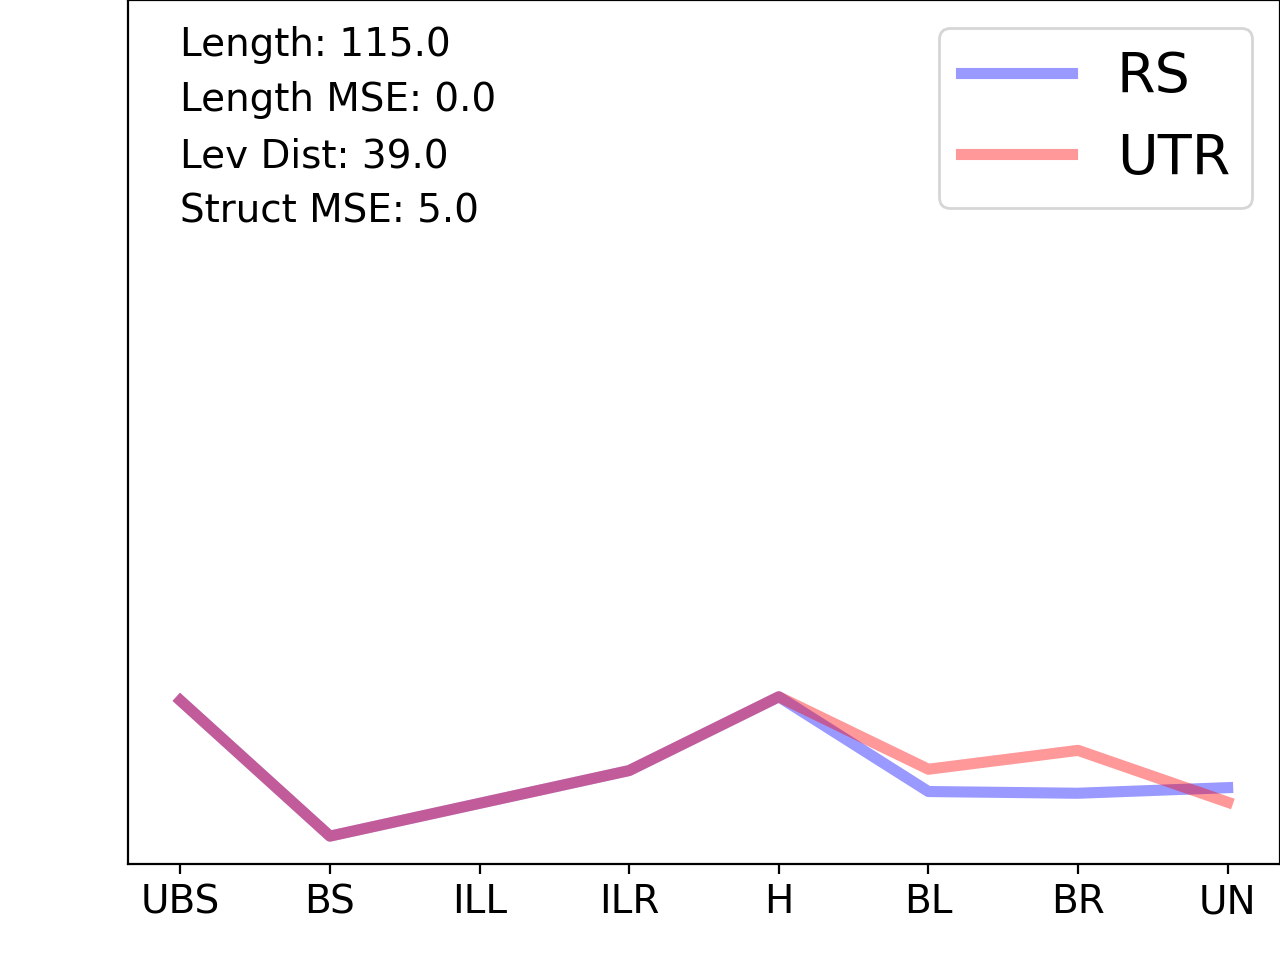 Length: 115.0
Length MSE: 0.0
Lev Dist: 39.0
Struct MSE: 5.0
RS
UTR
UBS BS ILL ILR H BL BR UN